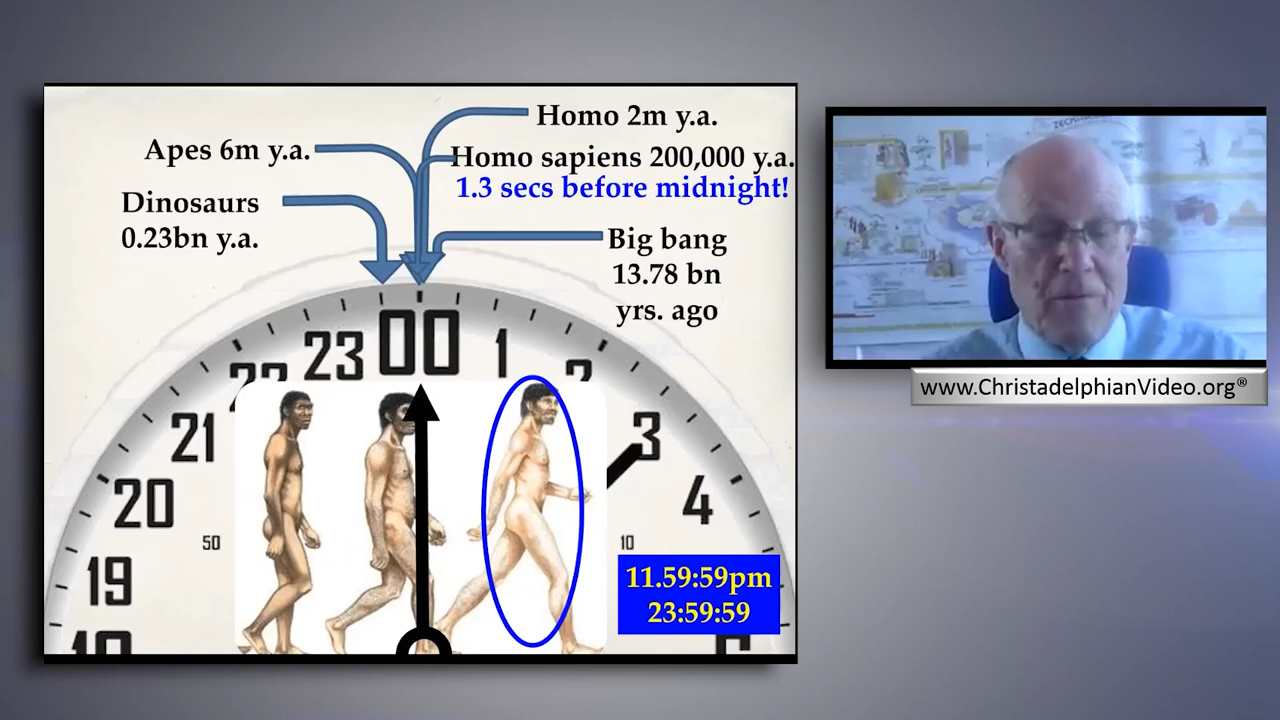 Homo 2m y.a.
Apes 6m y.a.
Homo sapiens 200,000 y.a.
1.3 secs before midnight!
Dinosaurs
0.23bn y.a.
Big bang
13.78 bn
yrs. ago
00
23
1
22
2
21
3
20
4
50
10
19
11.59:59pm
23:59:59
www.ChristadelphianVideo.org®